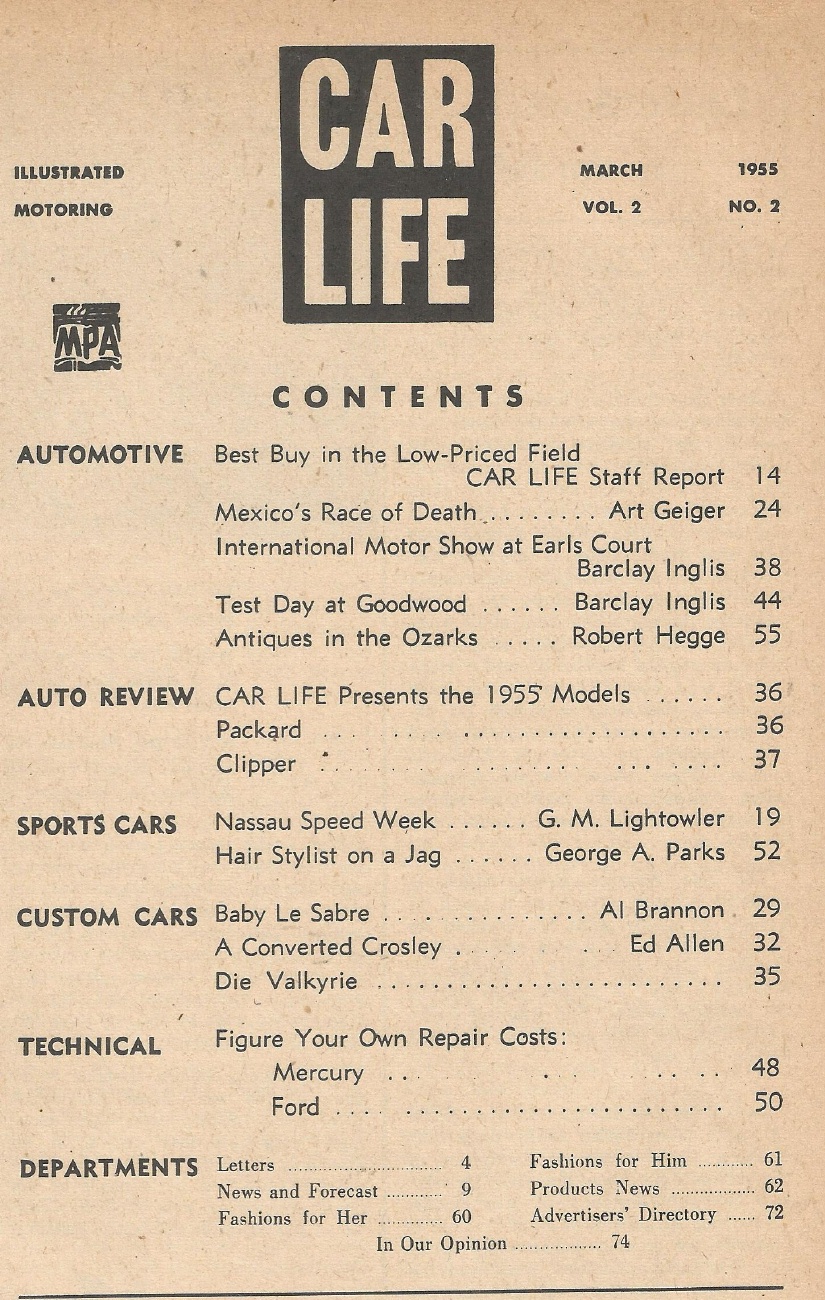 CAR
LIFE
ILLUSTRATED
MOTORING
MARCH 1955
VOL. 2 NO. 2
MPA
CONTENTS
AUTOMOTIVE Best Buy in the Low-Priced Field
CAR LIFE Staff Report 14
Mexico's Race of Death ........ Art Geiger 24
International Motor Show at Earls Court
Barclay Inglis 38
Test Day at Goodwood ...... Barclay Inglis 44
Antiques in the Ozarks ..... Robert Hegge 55
AUTO REVIEW CAR LIFE Presents the 1955 Models ...... 36
Packard ... ................... 36
Clipper ................ 37
SPORTS CARS Nassau Speed Week ...... G. M. Lightowler 19
Hair Stylist on a Jag ...... George A. Parks 52
CUSTOM CARS Baby Le Sabre ............... Al Brannon 29
A Converted Crosley .... Ed Allen 32
Die Valkyrie ......................... 35
TECHNICAL Figure Your Own Repair Costs:
Mercury ........ 48
Ford ......................... 50
DEPARTMENTS Letters ............ 4
News and Forecast ............ 9
Fashions for Her ............. 60
Fashions for Him ........... 61
Products News ................. 62
Advertisers' Directory ...... 72
In Our Opinion .................. 74